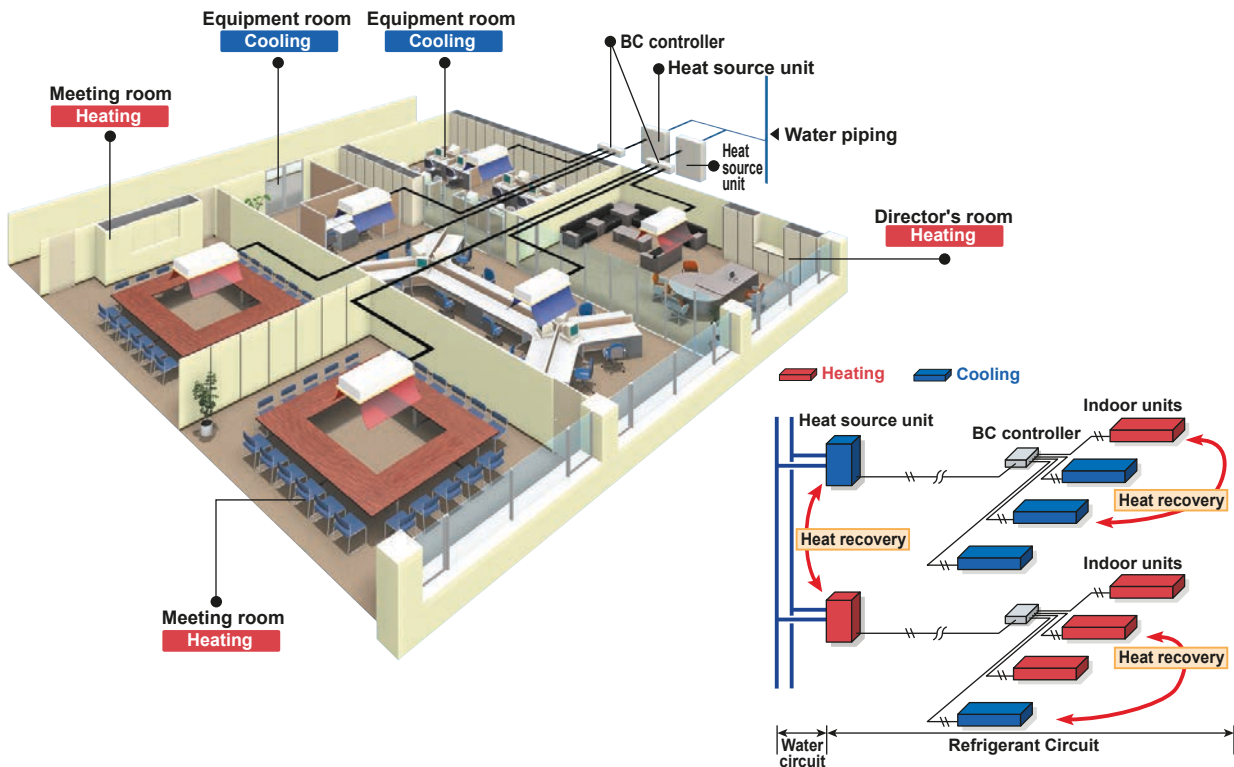 Equipment room
Cooling
Equipment room
Cooling
BC controller
Heat source unit
Meeting room
Heating
Water piping
Heat
source
unit
Director's room
Heating
Meeting room
Heating
Heating
Cooling
Heat source unit
BC controller
Indoor units
Heat recovery
Heat recovery
Indoor units
Heat recovery
Water
circuit
Refrigerant Circuit